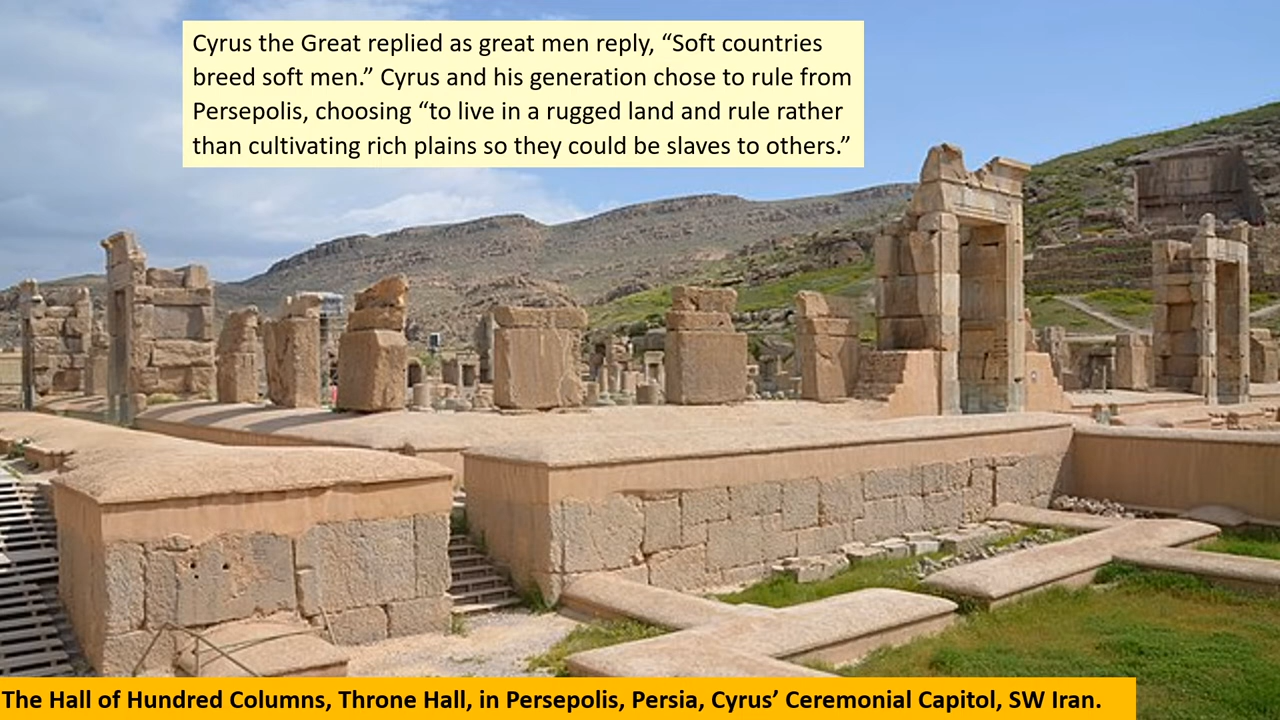 Cyrus the Great replied as great men reply, “Soft countries
breed soft men.” Cyrus and his generation chose to rule from
Persepolis, choosing “to live in a rugged land and rule rather
than cultivating rich plains so they could be slaves to others.”
The Hall of Hundred Columns, Throne Hall, in Persepolis, Persia, Cyrus’ Ceremonial Capitol, SW Iran.